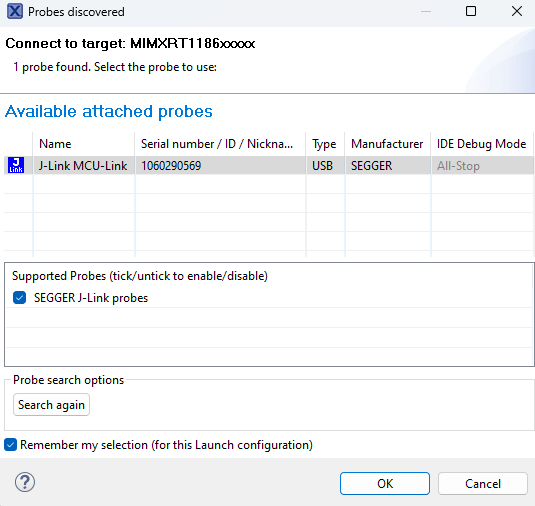 Probes discovered
Connect to target: MIMXRT1186xxxxx
1 probe found. Select the probe to use:
Available attached probes
Name Serial number / ID / Nickna... Type Manufacturer IDE Debug Mode
J Link J-Link MCU-Link 1060290569 USB SEGGER All-Stop
Supported Probes (tick/untick to enable/disable)
SEGGER J-Link probes
Probe search options
Search again
Remember my selection (for this Launch configuration)
? OK Cancel